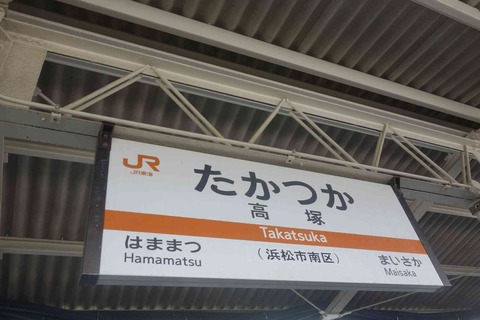 JR
JR東海
たかつか
高塚
Takatsuka
はままつ
Hamamatsu
(浜松市南区)
まいさか
Maisaka